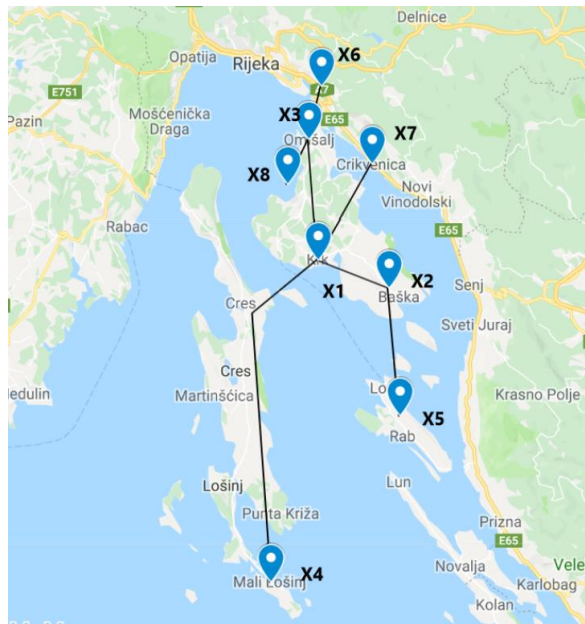 Delnice
Opatija
Rijeka
X6
E751
A7
Mošćenička
Draga
X3
E65
X7
Pazin
Omišalj
Crikvenica
X8
Novi
Vinodolski
Rabac
E65
Krk
X2
Senj
X1
Baška
Cres
Sveti Juraj
Cres
Martinšćica
Lo
X5
Krasno Polje
edulin
Rab
Lošinj
Lun
Punta Križa
Prizna
E65
Novalja
Vele
Mali Lošinj
X4
Karlobag
Kolan